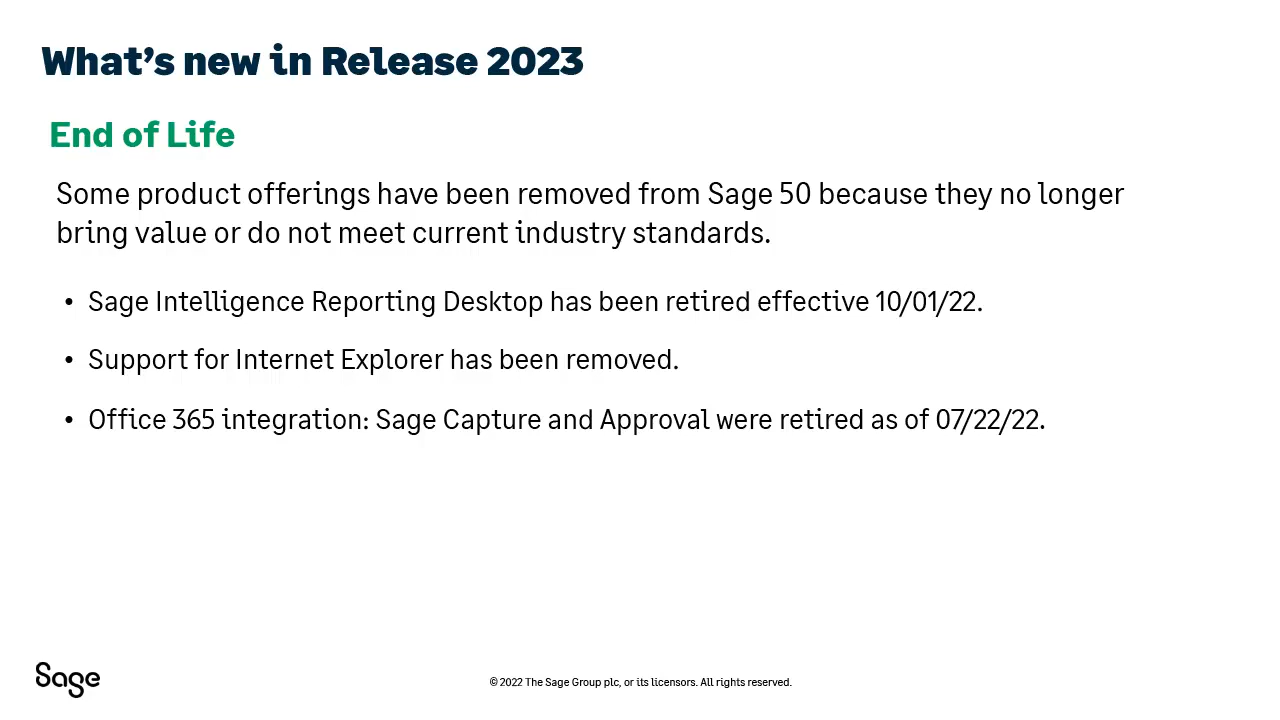 What’s new in Release 2023
End of Life
Some product offerings have been removed from Sage 50 because they no longer
bring value or do not meet current industry standards.
• Sage Intelligence Reporting Desktop has been retired effective 10/01/22.
• Support for Internet Explorer has been removed.
• Office 365 integration: Sage Capture and Approval were retired as of 07/22/22.
Sage
© 2022 The Sage Group plc, or its licensors. All rights reserved.